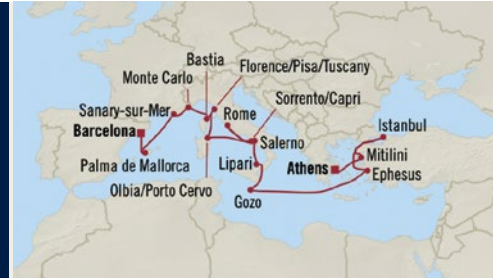 Bastia
Florence/Pisa/Tuscany
Monte Carlo
Sanary-sur-Mer
Rome
Sorrento/Capri
Barcelona
Istanbul
Salerno
Palma de Mallorca
Lipari
Athens
Mitilini
Ephesus
Olbia/Porto Cervo
Gozo